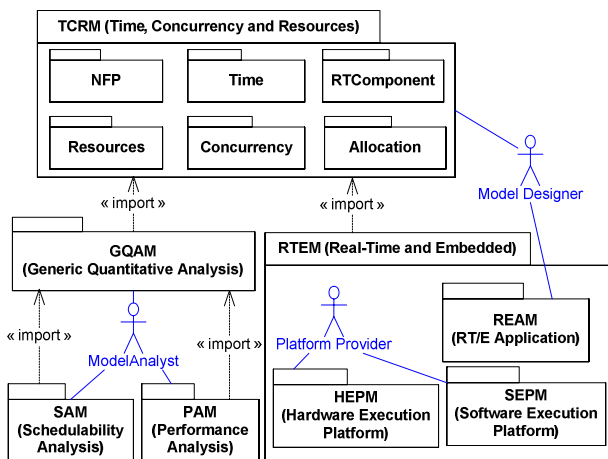 TCRM (Time, Concurrency and Resources)
NFP
Time
RTComponent
Resources
Concurrency
Allocation
« import »
« import »
Model Designer
GQAM
(Generic Quantitative Analysis)
RTEM (Real-Time and Embedded)
« import »
« import »
ModelAnalyst
Platform Provider
REAM
(RT/E Application)
SAM
(Schedulability
Analysis)
PAM
(Performance
Analysis)
HEPM
(Hardware Execution
Platform)
SEPM
(Software Execution
Platform)